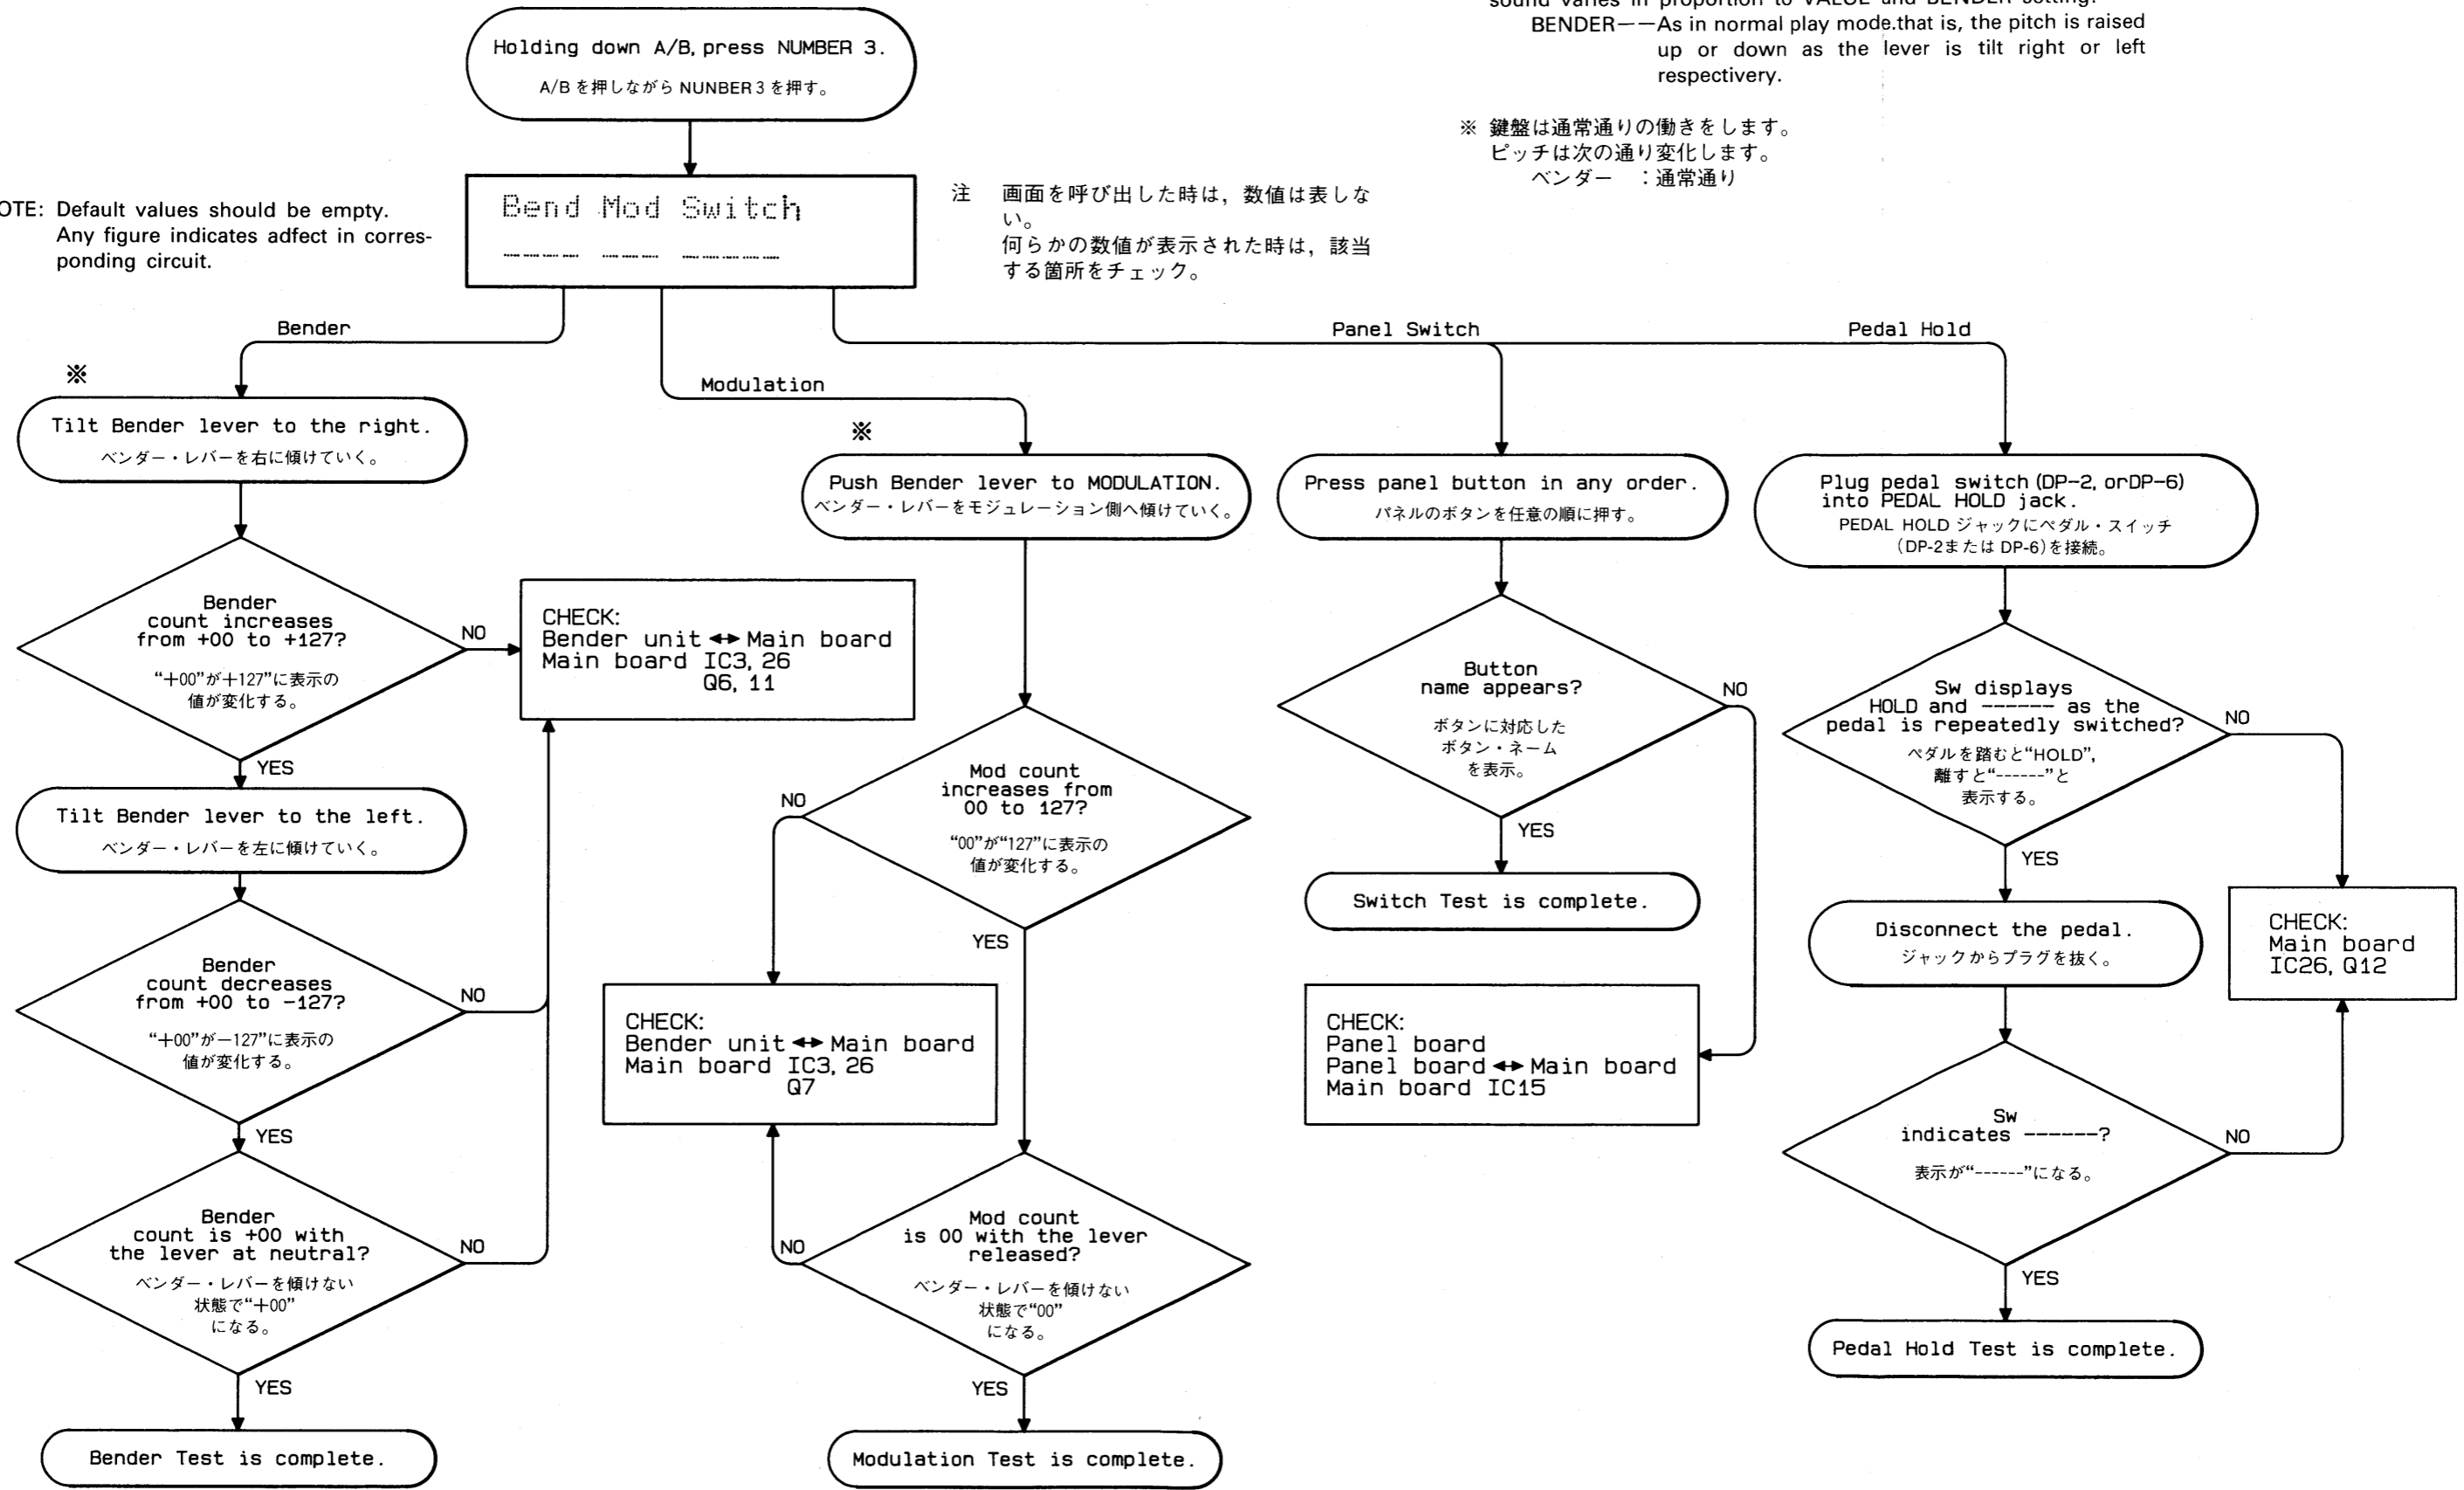 sound varies in proportion to VALUE and BENDER setting.
BENDER——As in normal play mode.that is, the pitch is raised
up or down as the lever is tilt right or left
respectivery.
※ 鍵盤は通常通りの働きをします。
ピッチは次の通り変化します。
ベンダー ：通常通り
Holding down A/B, press NUMBER 3.
A/B を押しながら NUNBER 3 を押す。
OTE: Default values should be empty.
Any figure indicates adfect in corres-
ponding circuit.
Bend Mod Switch
---- --- -----
注 画面を呼び出した時は，数値は表しな
い。
何らかの数値が表示された時は，該当
する箇所をチェック。
Bender
Modulation
Panel Switch
Pedal Hold
※
Tilt Bender lever to the right.
ベンダー・レバーを右に傾けていく。
Bender
count increases
from +00 to +127?
“＋00”が＋127”に表示の
値が変化する。
NO
YES
CHECK:
Bender unit ↔ Main board
Main board IC3, 26
Q6, 11
Tilt Bender lever to the left.
ベンダー・レバーを左に傾けていく。
Bender
count decreases
from +00 to -127?
“＋00”が－127”に表示の
値が変化する。
NO
YES
Bender
count is +00 with
the lever at neutral?
ベンダー・レバーを傾けない
状態で“＋00”
になる。
NO
YES
Bender Test is complete.
※
Push Bender lever to MODULATION.
ベンダー・レバーをモジュレーション側へ傾けていく。
Mod count
increases from
00 to 127?
“00”が“127”に表示の
値が変化する。
NO
YES
CHECK:
Bender unit ↔ Main board
Main board IC3, 26
Q7
Mod count
is 00 with the lever
released?
ベンダー・レバーを傾けない
状態で“00”
になる。
NO
YES
Modulation Test is complete.
Press panel button in any order.
パネルのボタンを任意の順に押す。
Button
name appears?
ボタンに対応した
ボタン・ネーム
を表示。
NO
YES
Switch Test is complete.
CHECK:
Panel board
Panel board ↔ Main board
Main board IC15
Plug pedal switch (DP-2, orDP-6)
into PEDAL HOLD jack.
PEDAL HOLD ジャックにペダル・スイッチ
（DP-2または DP-6)を接続。
Sw displays
HOLD and ------ as the
pedal is repeatedly switched?
ペダルを踏むと“HOLD”,
離すと“------”と
表示する。
NO
YES
Disconnect the pedal.
ジャックからプラグを抜く。
CHECK:
Main board
IC26, Q12
Sw
indicates ------?
表示が“------”になる。
NO
YES
Pedal Hold Test is complete.